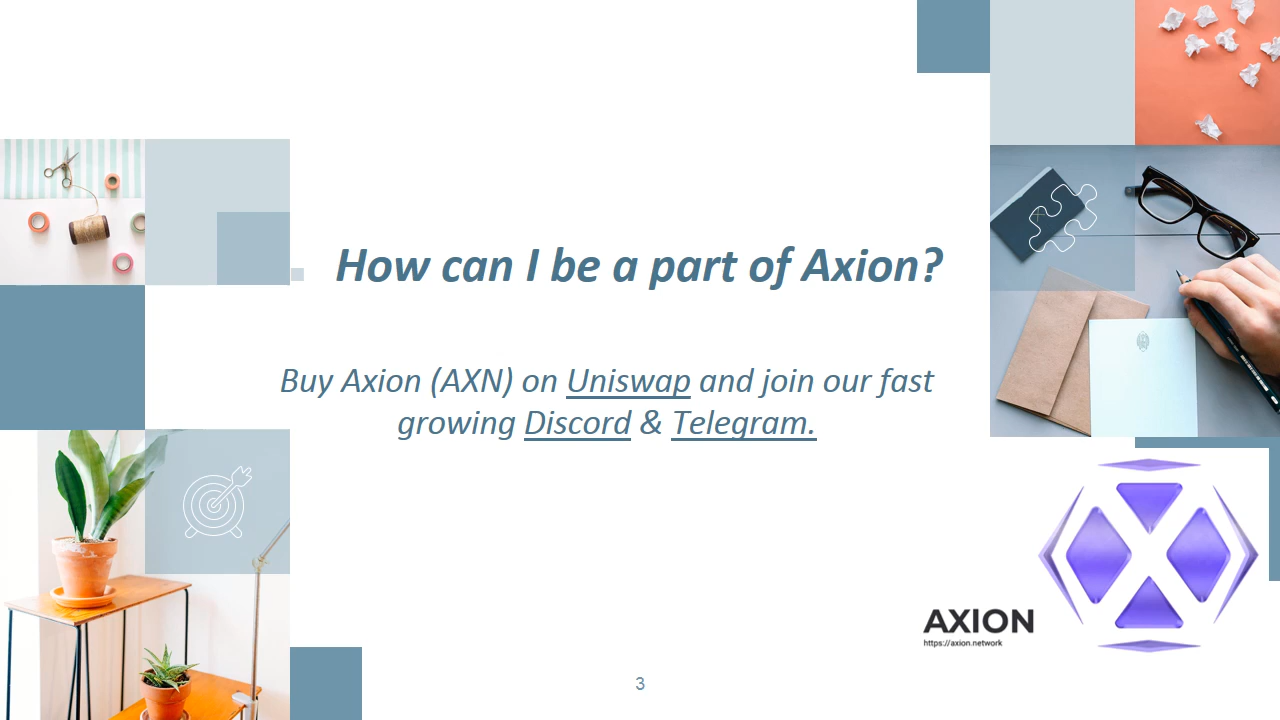 How can I be a part of Axion?
Buy Axion (AXN) on Uniswap and join our fast
growing Discord & Telegram.
AXION
https://axion.network
3